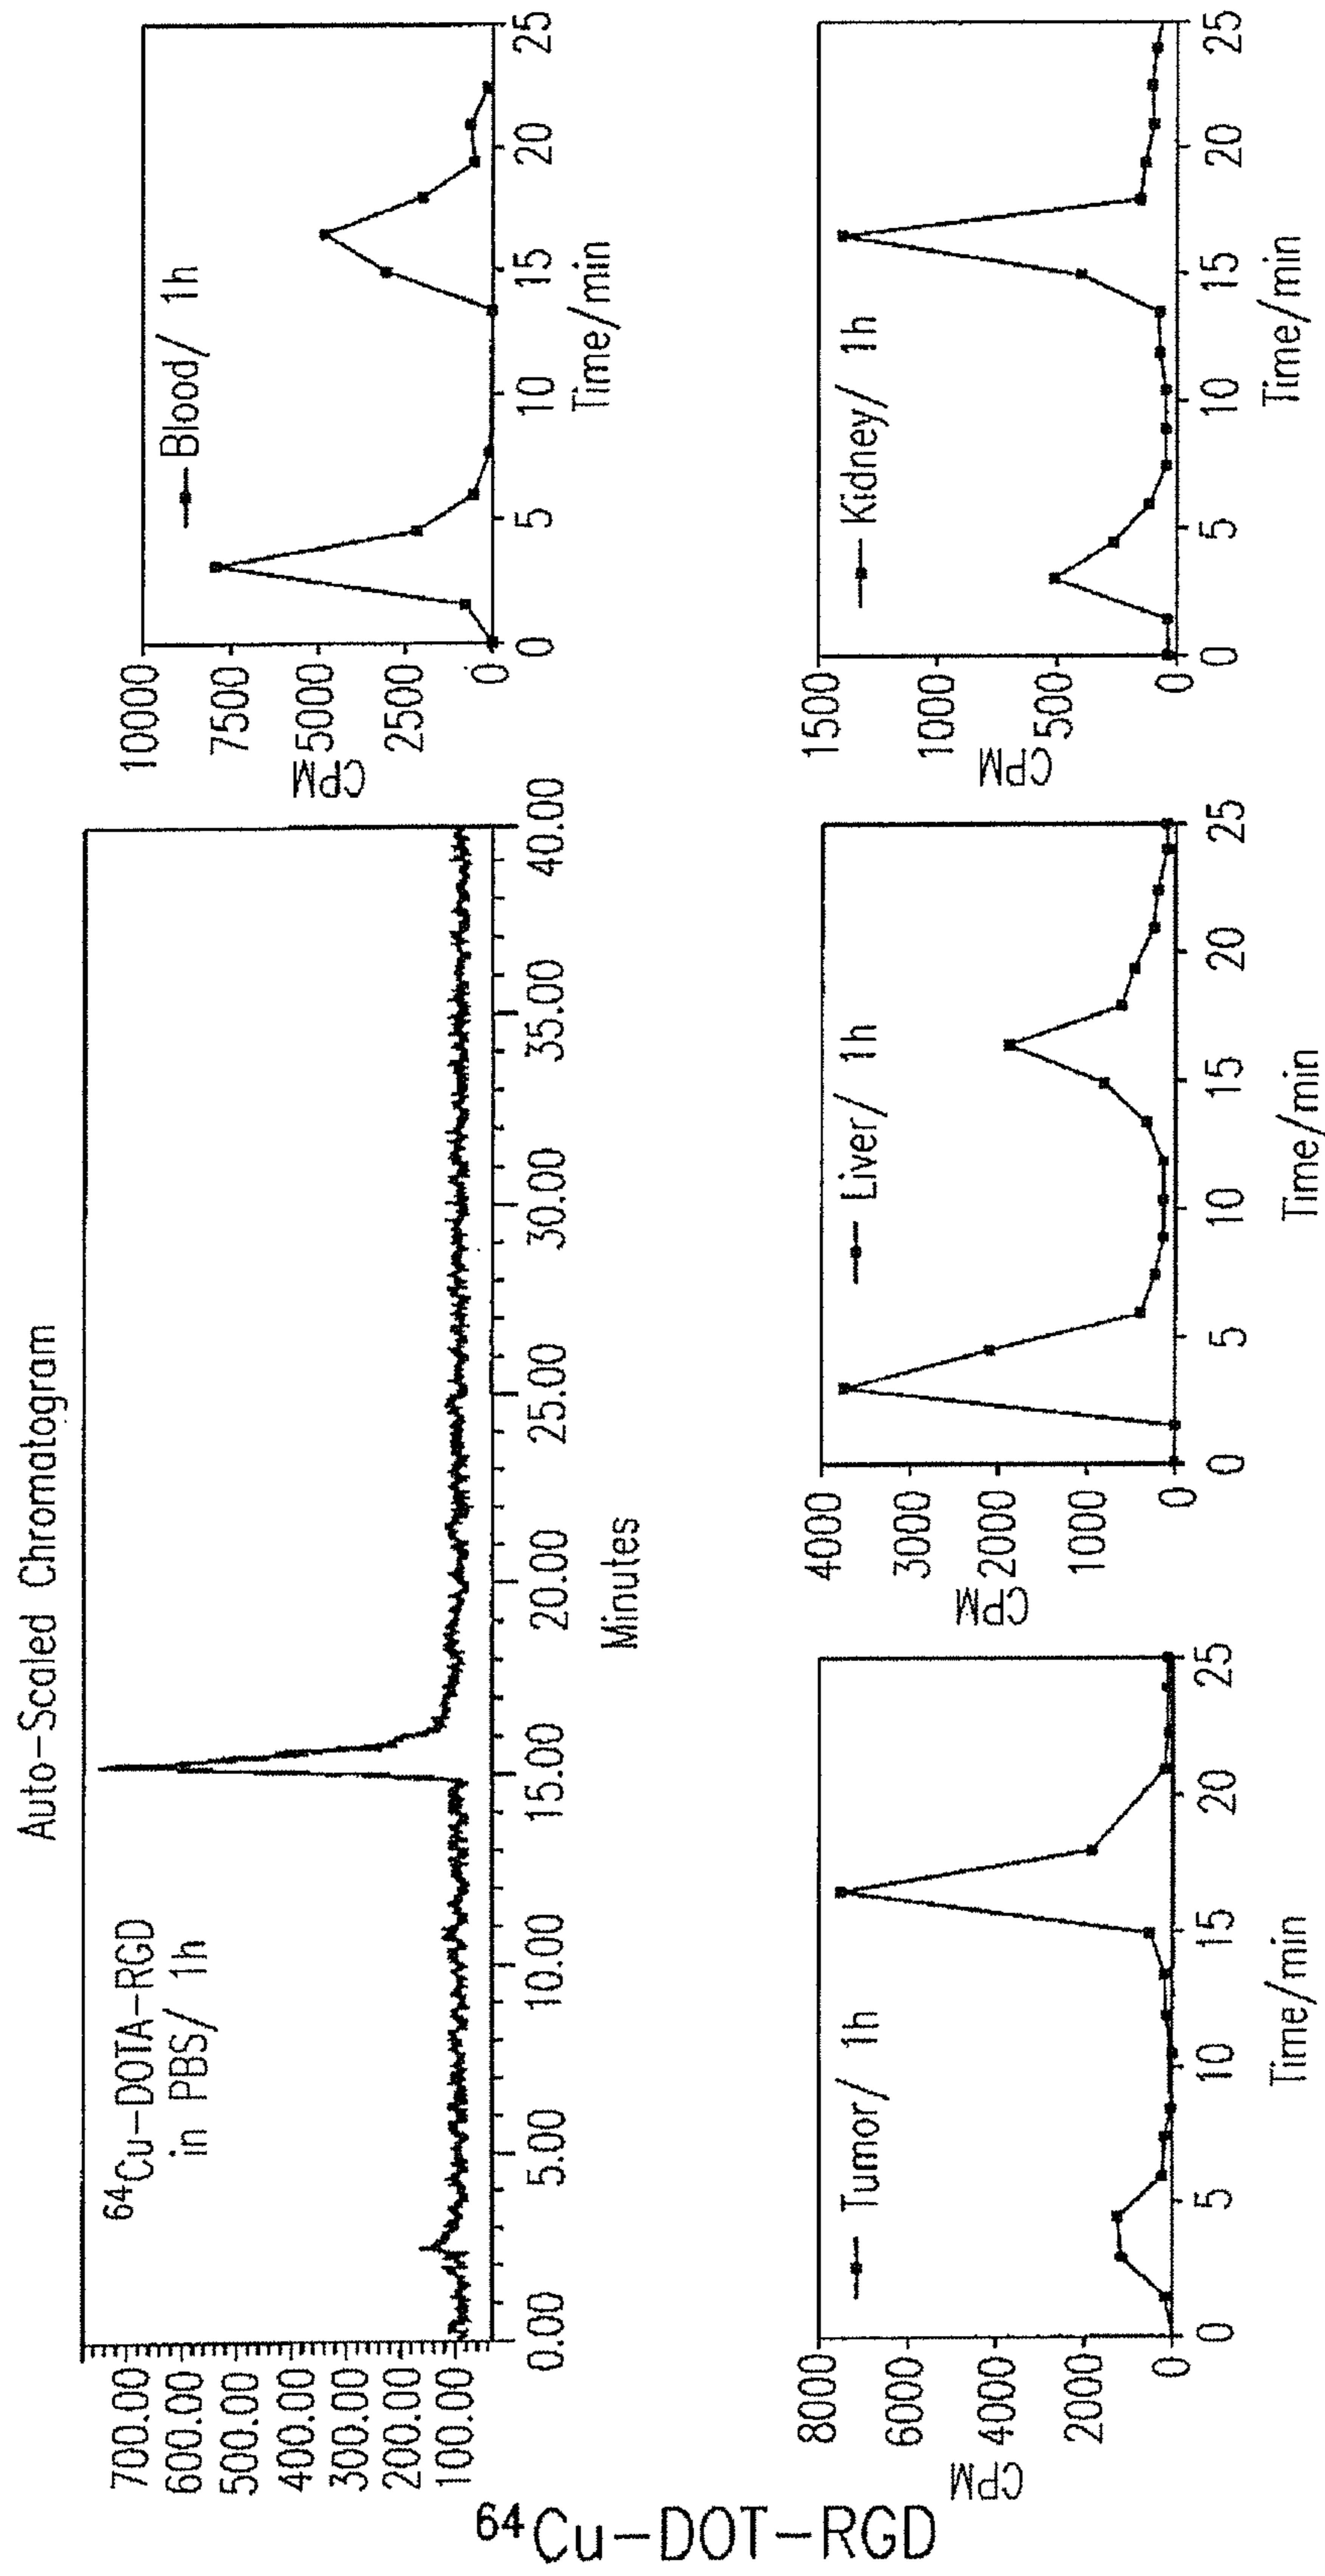 Auto-Scaled Chromatogram
64Cu-DOTA-RGD
in PBS/ 1h
700.00
600.00
500.00
400.00
300.00
200.00
100.00
0.00 5.00 10.00 15.00 20.00 25.00 30.00 35.00 40.00
Minutes
Blood/ 1h
CPM
10000
7500
5000
2500
0
0 5 10 15 20 25
Time/min
64Cu-DOT-RGD
Tumor/ 1h
CPM
8000
6000
4000
2000
0
0 5 10 15 20 25
Time/min
Liver/ 1h
CPM
4000
3000
2000
1000
0
0 5 10 15 20 25
Time/min
Kidney/ 1h
CPM
1500
1000
500
0
0 5 10 15 20 25
Time/min